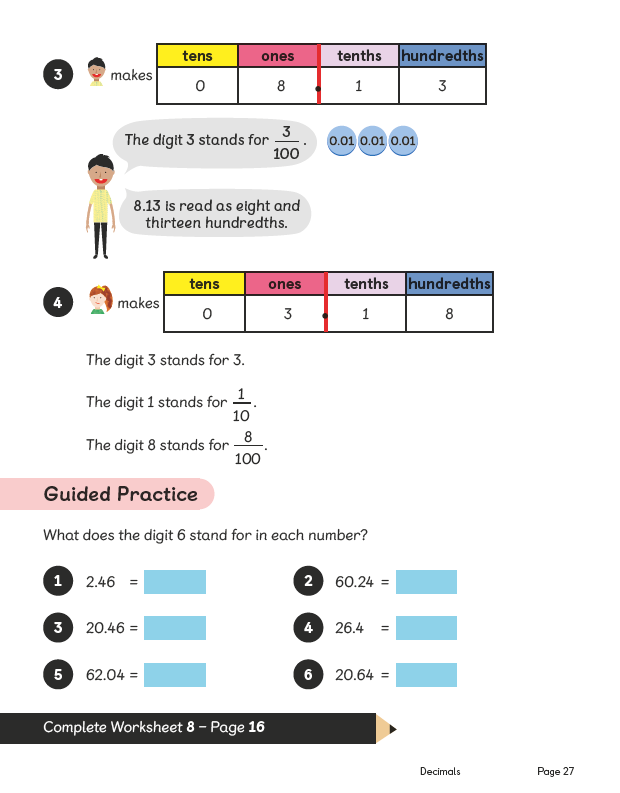 tens ones tenths hundredths
3 makes 0 8 . 1 3
The digit 3 stands for 3/100. 0.01 0.01 0.01
8.13 is read as eight and
thirteen hundredths.
tens ones tenths hundredths
4 makes 0 3 . 1 8
The digit 3 stands for 3.
The digit 1 stands for 1/10.
The digit 8 stands for 8/100.
Guided Practice
What does the digit 6 stand for in each number?
1 2.46 = 2 60.24 =
3 20.46 = 4 26.4 =
5 62.04 = 6 20.64 =
Complete Worksheet 8 – Page 16
Decimals Page 27